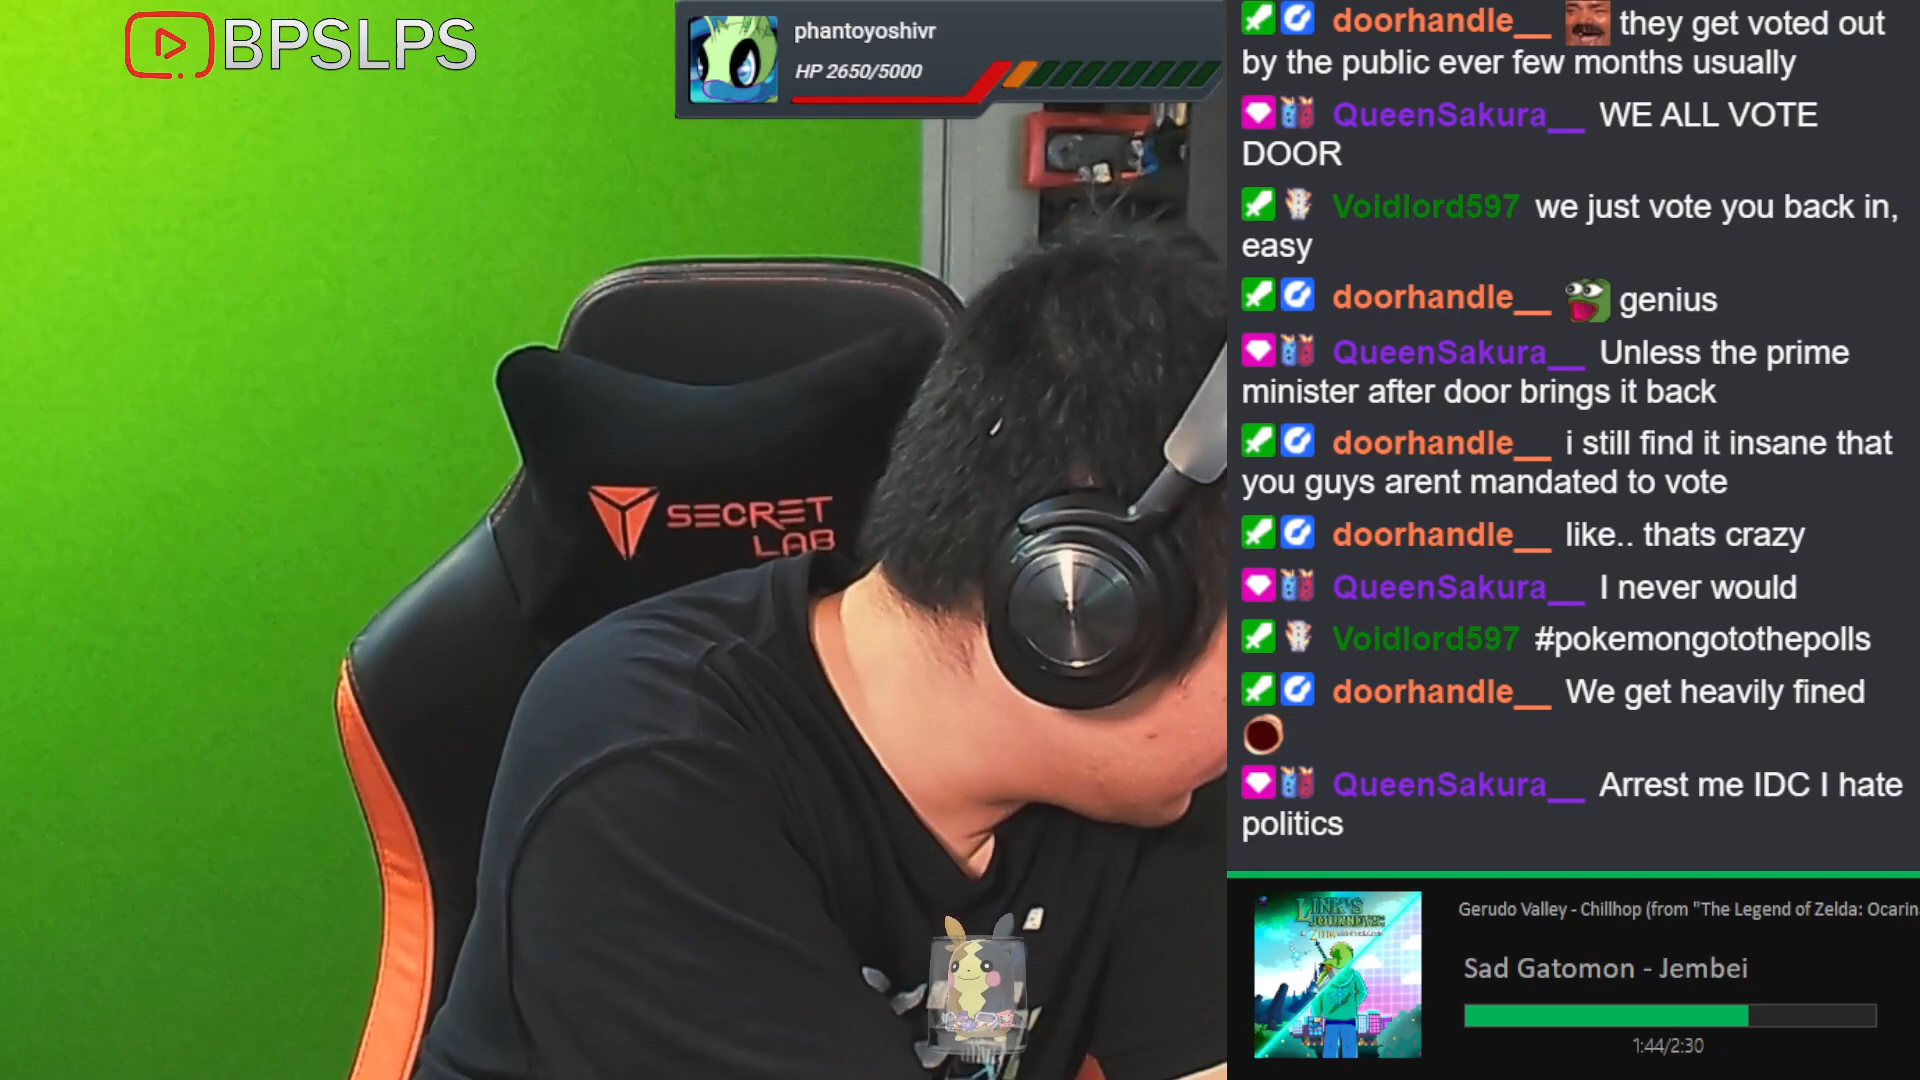 BPSLPS
phantoyoshivr
HP 2650/5000
SECRET
LAB
doorhandle__ they get voted out
by the public ever few months usually
QueenSakura__ WE ALL VOTE
DOOR
Voidlord597 we just vote you back in,
easy
doorhandle__ genius
QueenSakura__ Unless the prime
minister after door brings it back
doorhandle__ i still find it insane that
you guys arent mandated to vote
doorhandle__ like.. thats crazy
QueenSakura__ I never would
Voidlord597 #pokemongotothepolls
doorhandle__ We get heavily fined
QueenSakura__ Arrest me IDC I hate
politics
LINK'S
Gerudo Valley - Chillhop (from "The Legend of Zelda: Ocarin
Sad Gatomon - Jembei
1:44/2:30